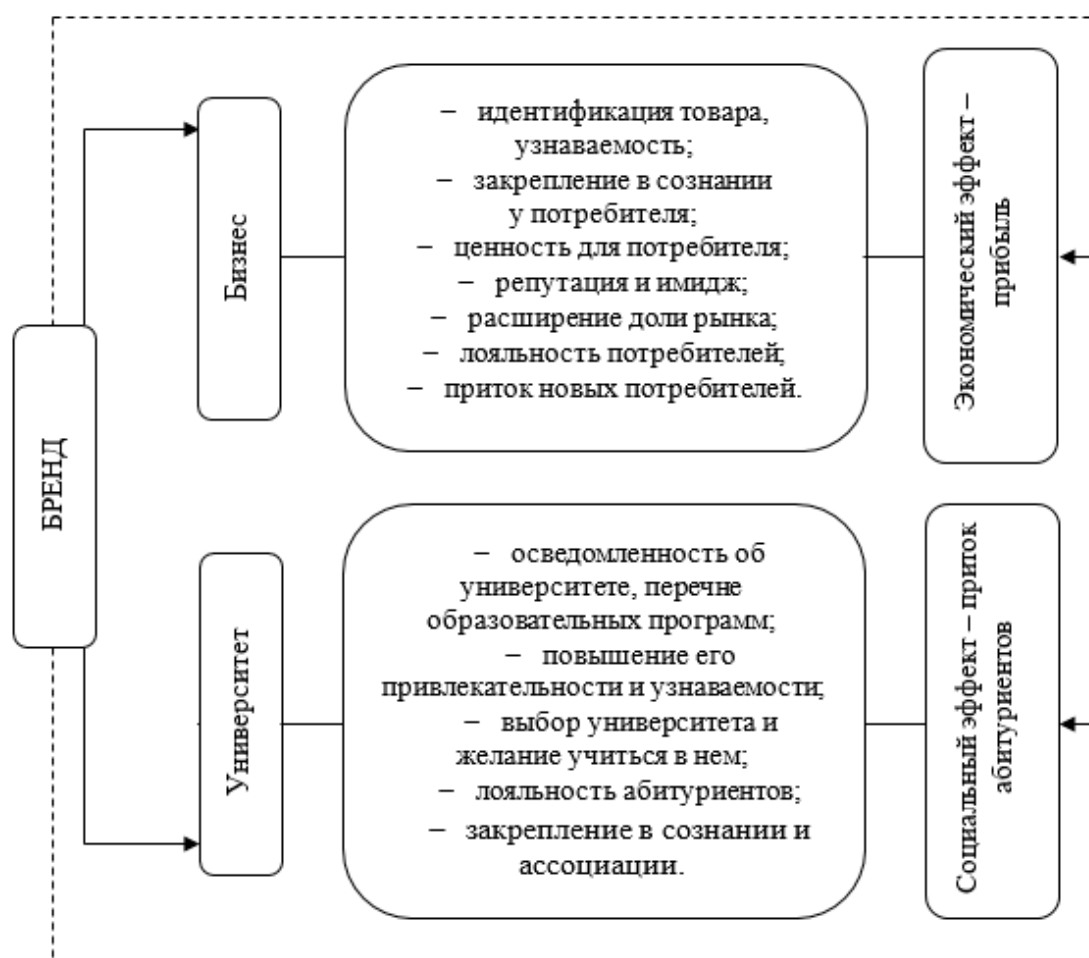 БРЕНД
Бизнес
– идентификация товара,
узнаваемость;
– закрепление в сознании
у потребителя;
– ценность для потребителя;
– репутация и имидж;
– расширение доли рынка;
– лояльность потребителей;
– приток новых потребителей.
Экономический эффект –
прибыль
Университет
– осведомленность об
университете, перечне
образовательных программ;
– повышение его
привлекательности и узнаваемости;
– выбор университета и
желание учиться в нем;
– лояльность абитуриентов;
– закрепление в сознании и
ассоциации.
Социальный эффект – приток
абитуриентов